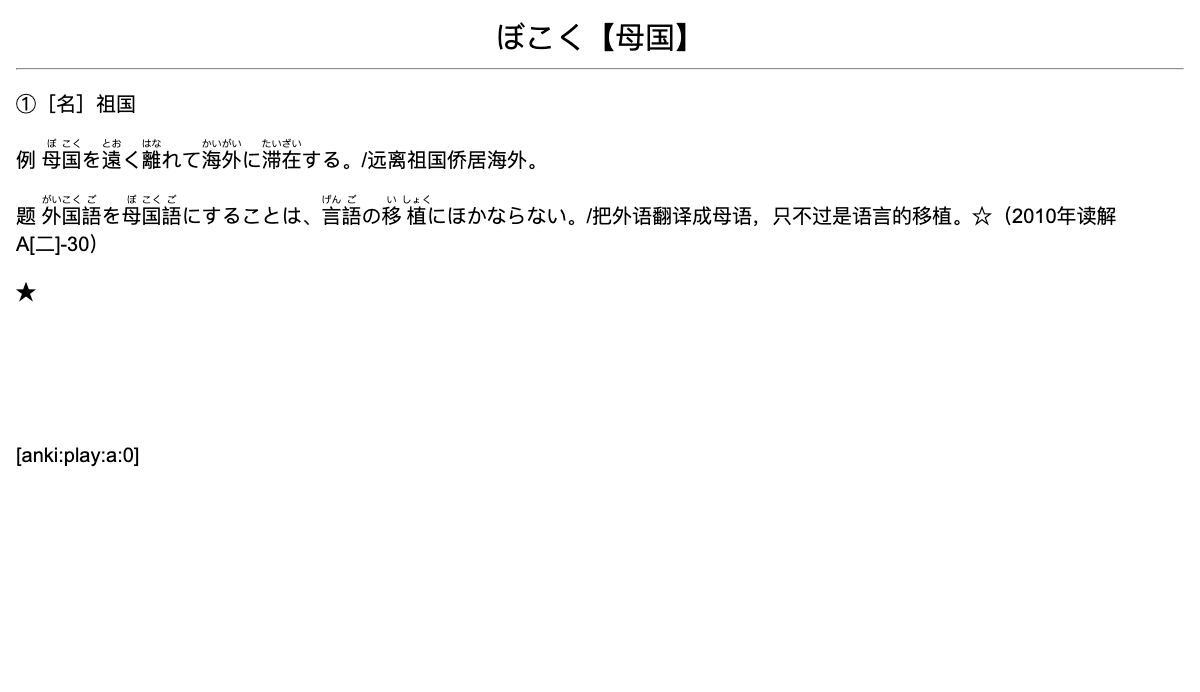 ぼこく【母国】
①［名］祖国
例 母国を遠く離れて海外に滞在する。/远离祖国侨居海外。
题 外国語を母国語にすることは、言語の移植にほかならない。/把外语翻译成母语，只不过是语言的移植。☆（2010年读解
A[二]-30）
★
[anki:play:a:0]